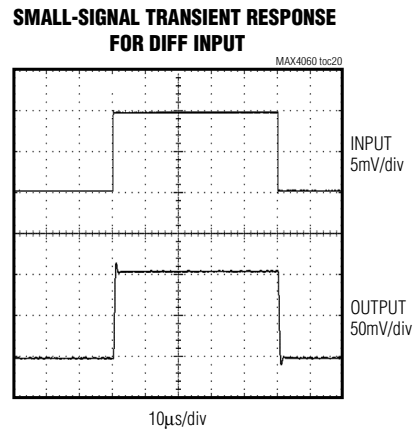 SMALL-SIGNAL TRANSIENT RESPONSE
FOR DIFF INPUT
MAX4060 toc20
INPUT
5mV/div
OUTPUT
50mV/div
10μs/div